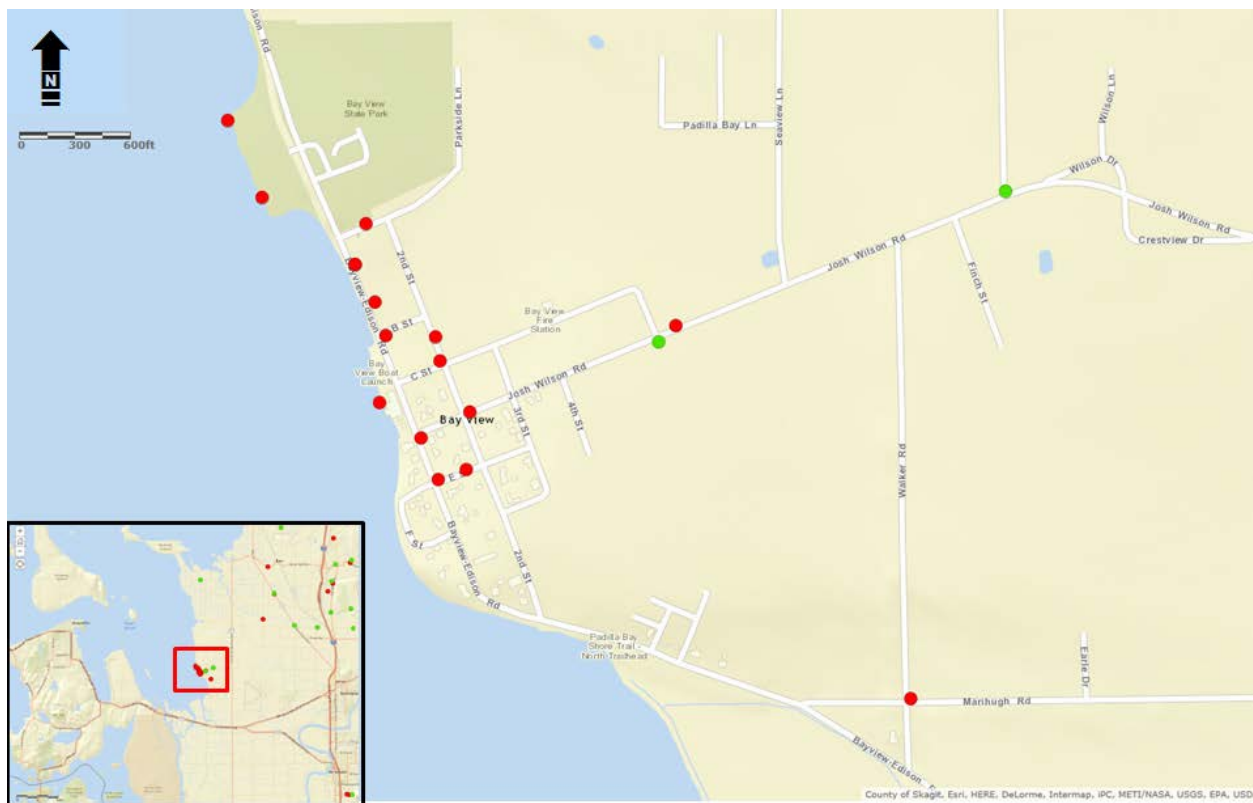 ison Rd
N
0 300 600ft
Bay View
State Park
Parkside Ln
Padilla Bay Ln
Seaview Ln
Wilson Ln
Wilson Dr
Josh Wilson Rd
Crestview Dr
Josh Wilson Rd
Finch St
2nd St
Bayview-Edison Rd
B St
Bay View
Fire
Station
Bay
View Boat
Launch
C St
Josh Wilson Rd
Bay View
3rd St
4th St
Walker Rd
E
F St
Bayview-Edison Rd
2nd St
Padilla Bay
Shore Trail -
North Trailhead
Earle Dr
Marihugh Rd
Bayview-Edison
County of Skagit, Esri, HERE, DeLorme, Intermap, iPC, METI/NASA, USGS, EPA, USD